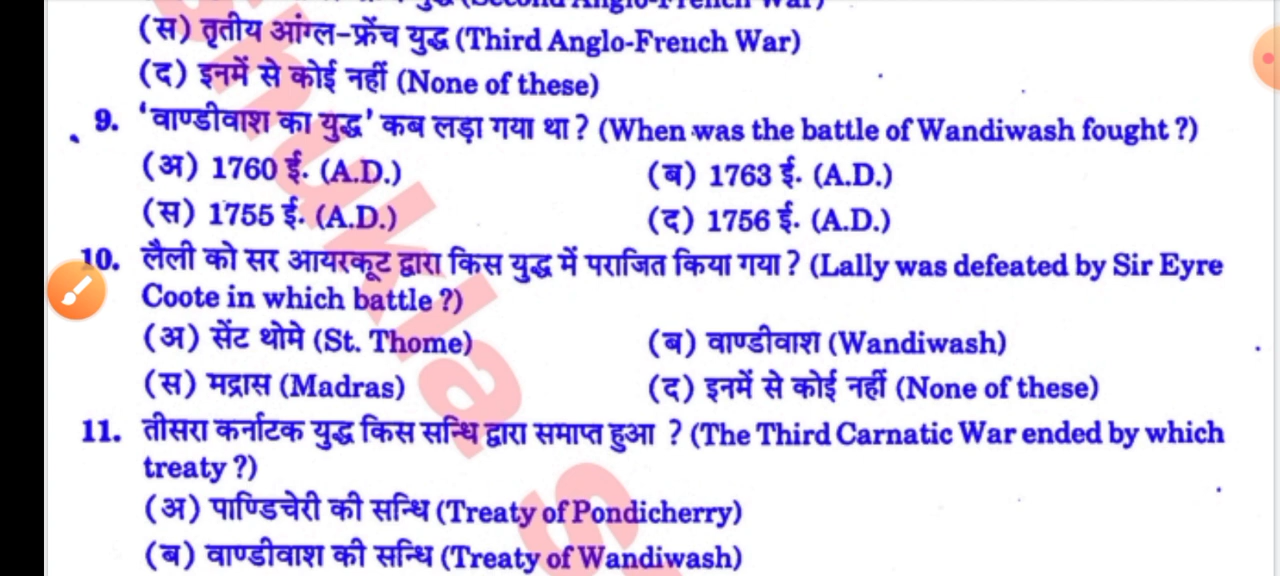 (स) तृतीय आंग्ल-फ्रेंच युद्ध (Third Anglo-French War)
(द) इनमें से कोई नहीं (None of these)
9. 'वाण्डीवाश का युद्ध' कब लड़ा गया था ? (When was the battle of Wandiwash fought ?)
(अ) 1760 ई. (A.D.) (ब) 1763 ई. (A.D.)
(स) 1755 ई. (A.D.) (द) 1756 ई. (A.D.)
10. लैली को सर आयरकूट द्वारा किस युद्ध में पराजित किया गया ? (Lally was defeated by Sir Eyre
Coote in which battle ?)
(अ) सेंट थोमे (St. Thome) (ब) वाण्डीवाश (Wandiwash)
(स) मद्रास (Madras) (द) इनमें से कोई नहीं (None of these)
11. तीसरा कर्नाटक युद्ध किस सन्धि द्वारा समाप्त हुआ ? (The Third Carnatic War ended by which
treaty ?)
(अ) पाण्डिचेरी की सन्धि (Treaty of Pondicherry)
(ब) वाण्डीवाश की सन्धि (Treaty of Wandiwash)